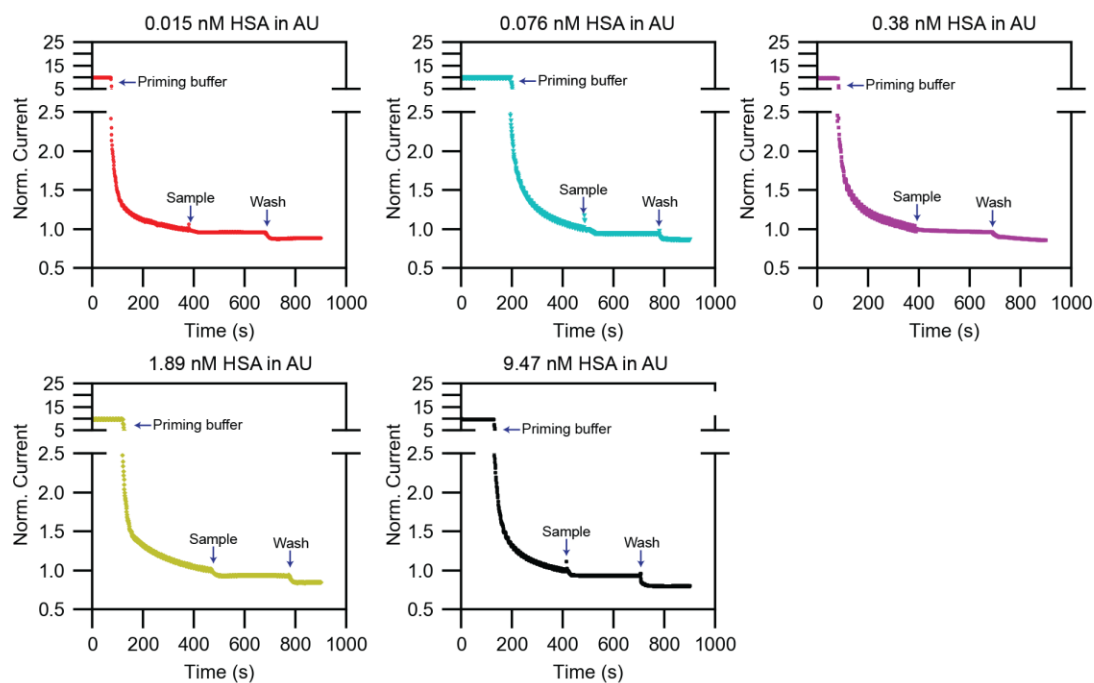 0.015 nM HSA in AU
25
15
5
2.5
2.0
1.5
1.0
0.5
Norm. Current
Priming buffer
Sample
Wash
0
200
400
600
800
1000
Time (s)
0.076 nM HSA in AU
25
15
5
2.5
2.0
1.5
1.0
0.5
Norm. Current
Priming buffer
Sample
Wash
0
200
400
600
800
1000
Time (s)
0.38 nM HSA in AU
25
15
5
2.5
2.0
1.5
1.0
0.5
Norm. Current
Priming buffer
Sample
Wash
0
200
400
600
800
1000
Time (s)
1.89 nM HSA in AU
25
15
5
2.5
2.0
1.5
1.0
0.5
Norm. Current
Priming buffer
Sample
Wash
0
200
400
600
800
1000
Time (s)
9.47 nM HSA in AU
25
15
5
2.5
2.0
1.5
1.0
0.5
Norm. Current
Priming buffer
Sample
Wash
0
200
400
600
800
1000
Time (s)